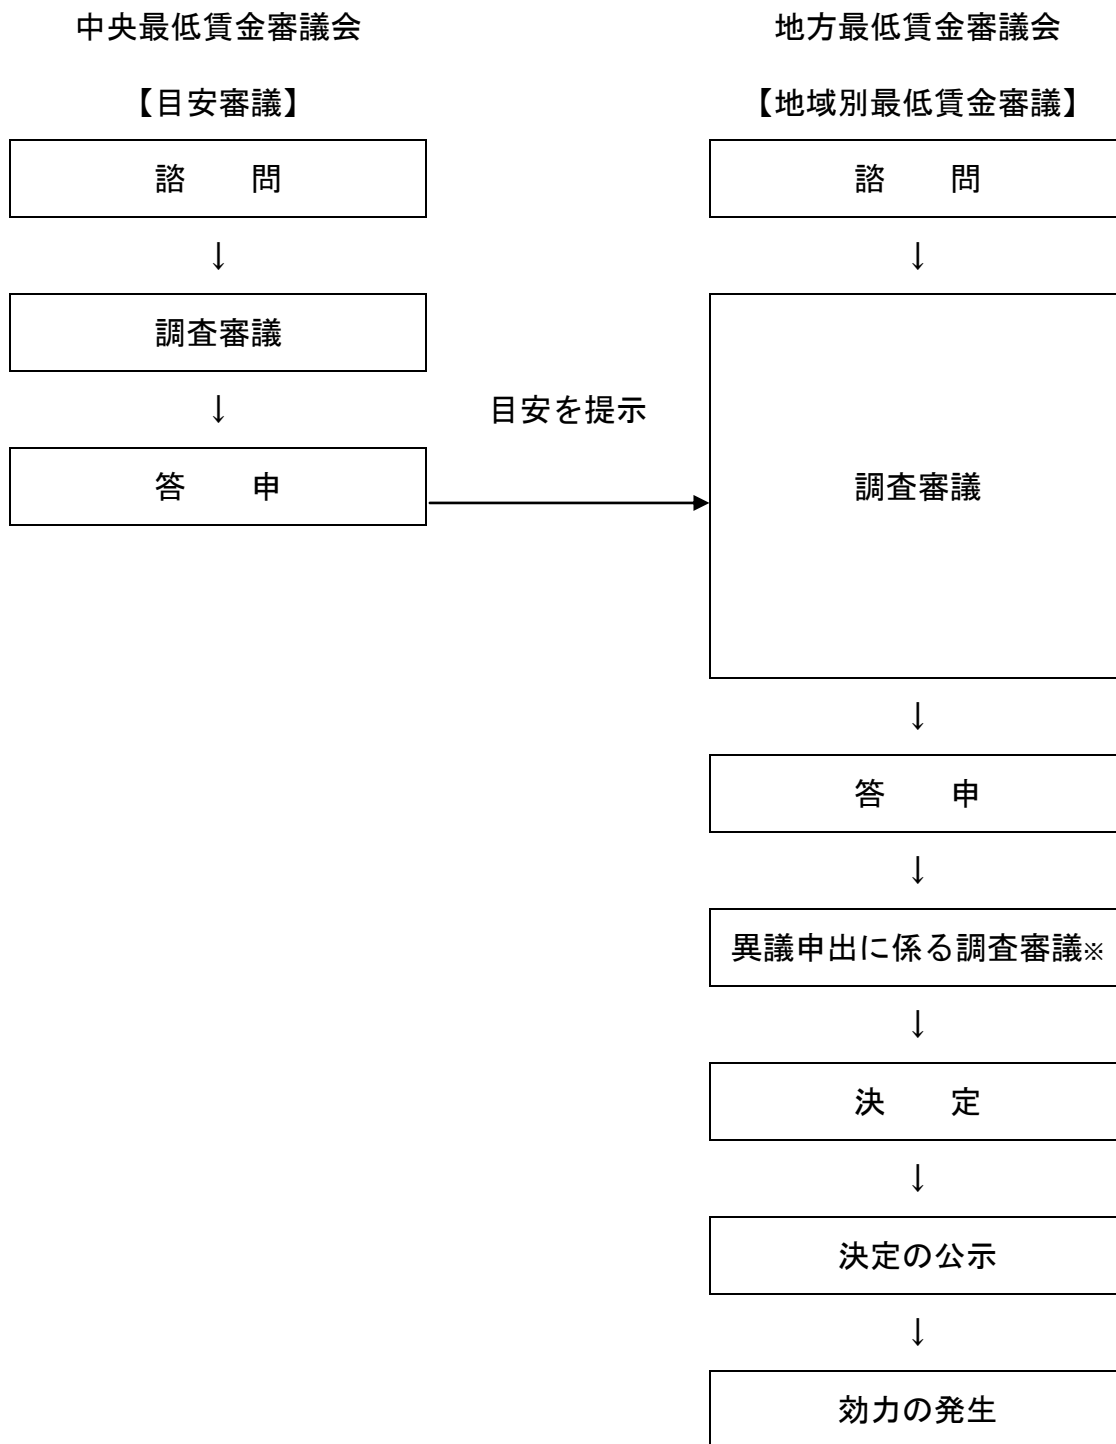 中央最低賃金審議会
【目安審議】
諮　　問
↓
調査審議
↓
答　　申
目安を提示
地方最低賃金審議会
【地域別最低賃金審議】
諮　　問
↓
調査審議
↓
答　　申
↓
異議申出に係る調査審議※
↓
決　　定
↓
決定の公示
↓
効力の発生